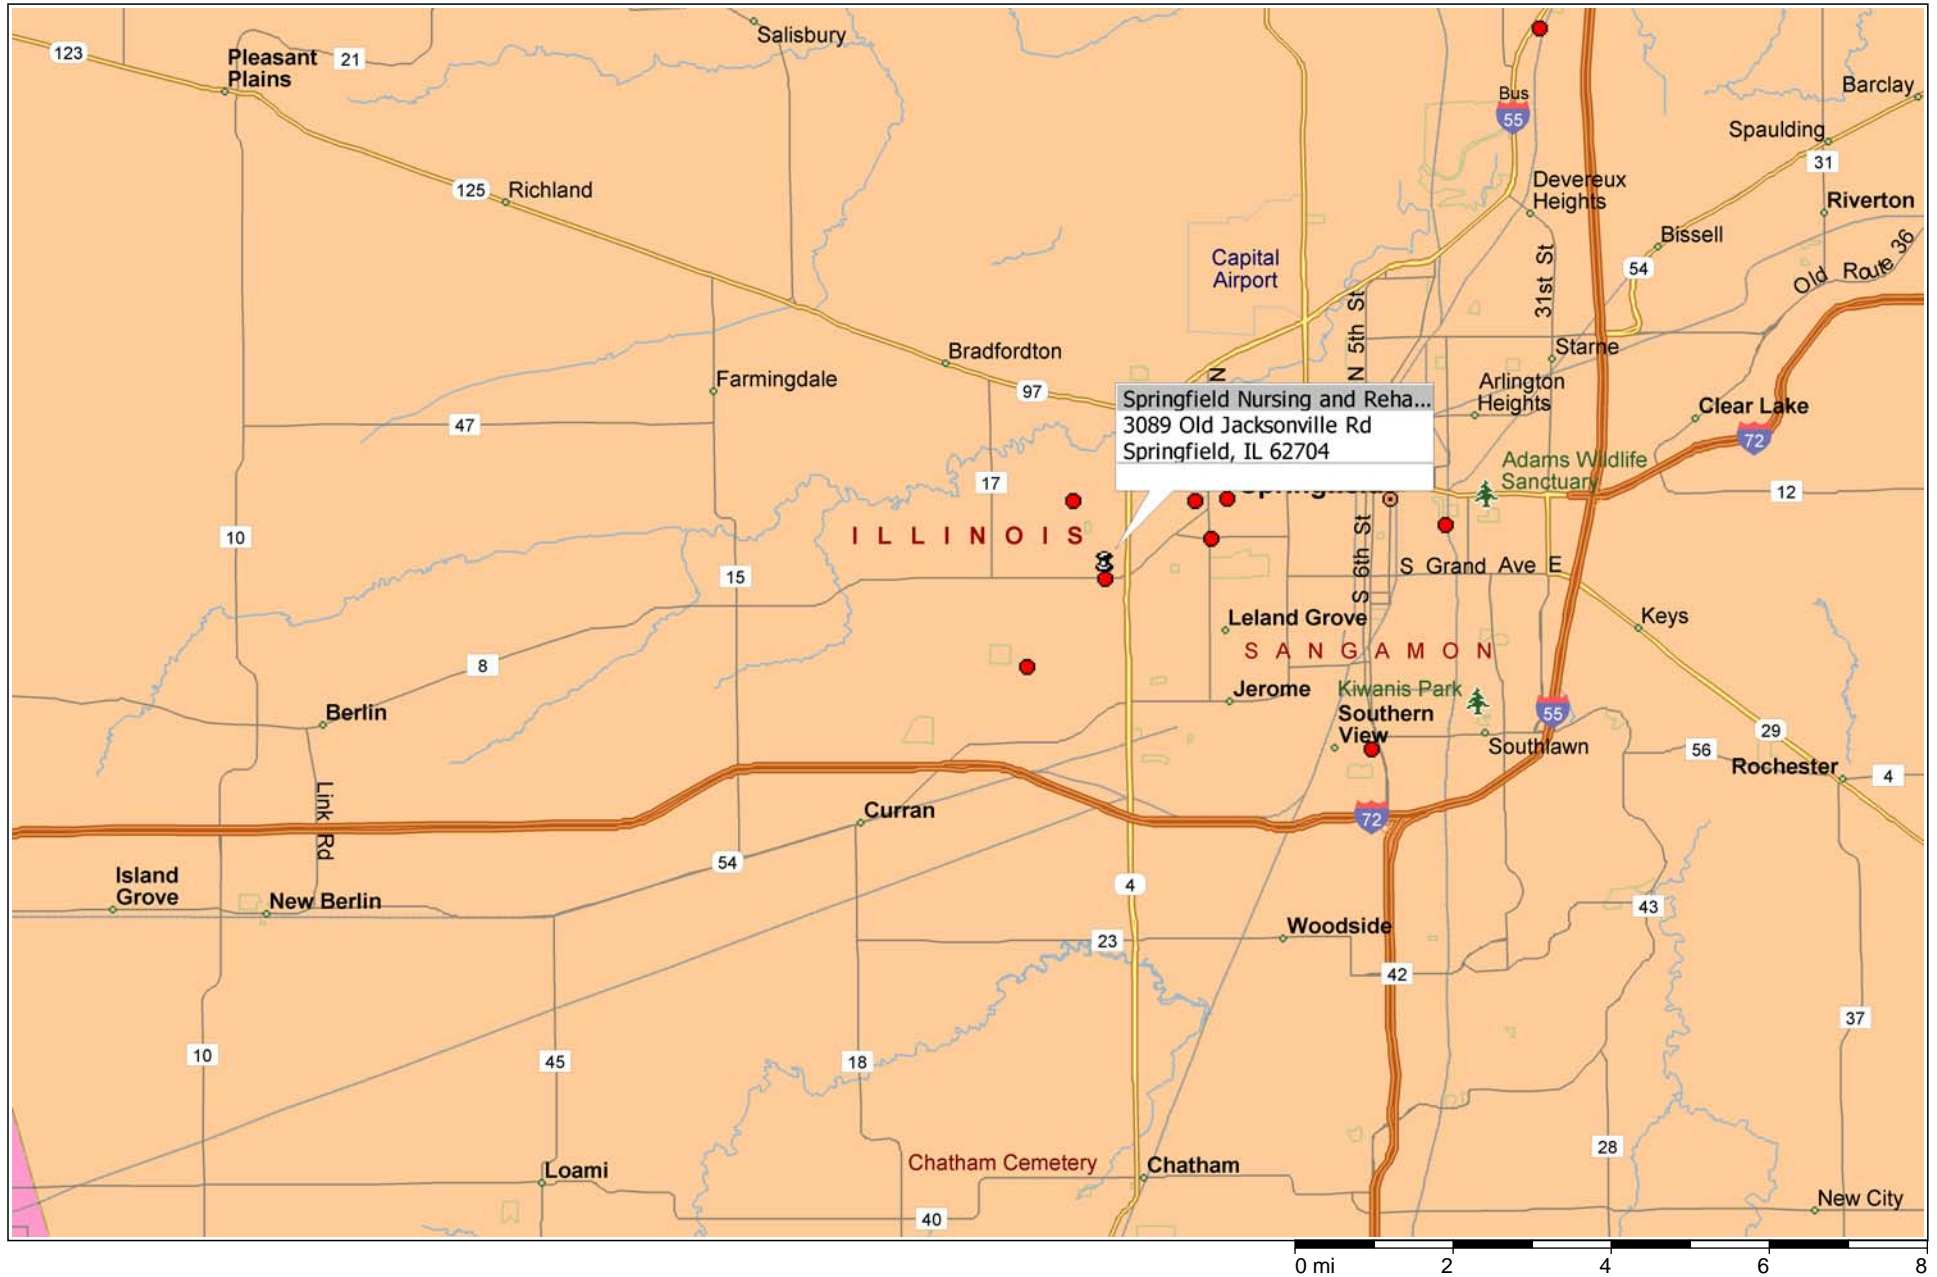 Salisbury
123
Pleasant
Plains
21
Bus
55
Barclay
Spaulding
31
125
Richland
Devereux
Heights
Riverton
Bissell
Capital
Airport
31st St
54
Old Route 36
N 5th St
Bradfordton
Starne
Farmingdale
97
N
Arlington
Heights
Springfield Nursing and Reha...
3089 Old Jacksonville Rd
Springfield, IL 62704
Clear Lake
47
72
Adams Wildlife
Sanctuary
17
12
10
ILLINOIS
S 6th St
S Grand Ave E
15
Leland Grove
Keys
8
SANGAMON
Jerome
Kiwanis Park
Berlin
Southern
View
55
Southlawn
29
56
Rochester
4
Link Rd
Curran
72
54
Island
Grove
New Berlin
4
43
Woodside
23
42
37
10
45
18
28
Chatham Cemetery
Chatham
Loami
New City
40
0 mi 2 4 6 8